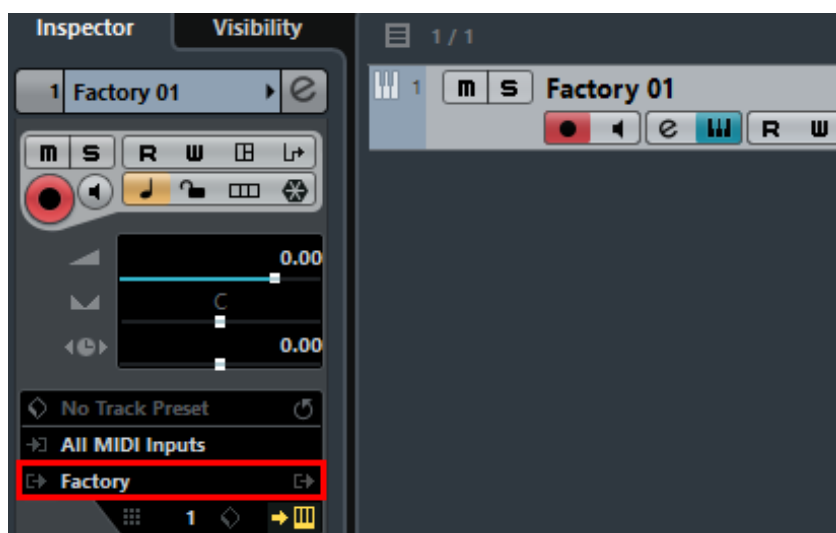 Inspector Visibility
1 / 1
1 Factory 01 e
1 m s Factory 01
e R W
m s R W
0.00
C
0.00
No Track Preset
All MIDI Inputs
Factory
1